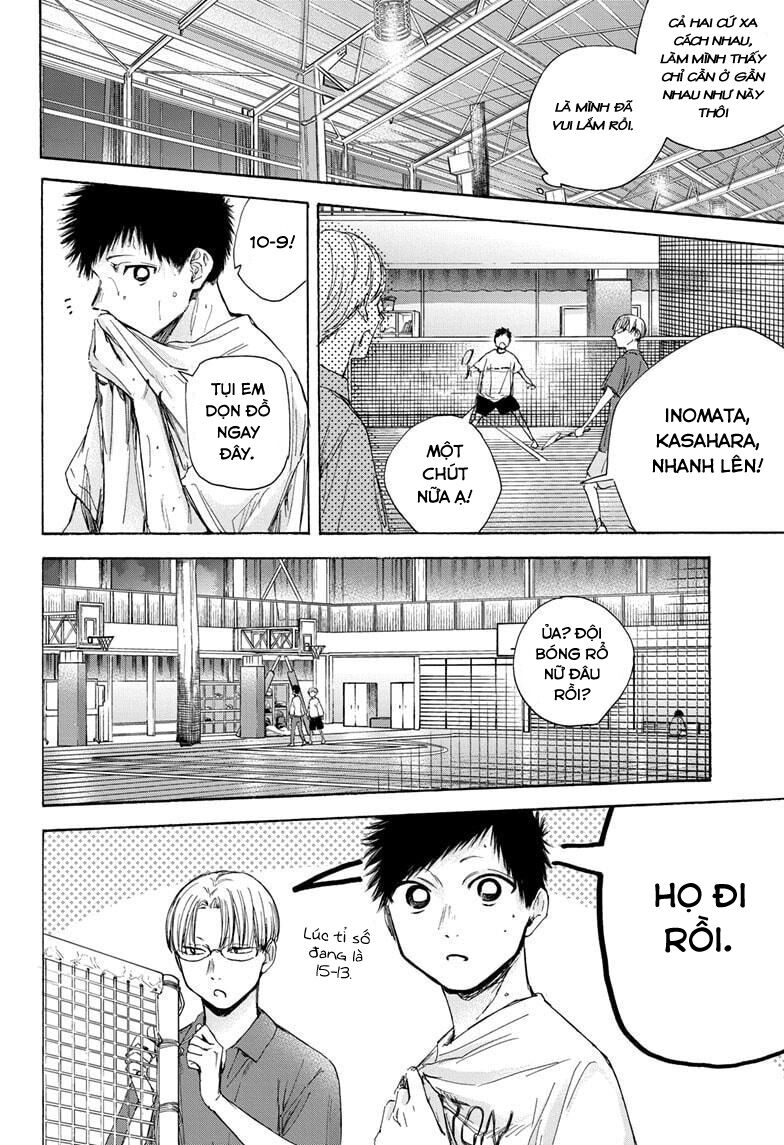 CẢ HAI CỨ XA
CÁCH NHAU,
LÀM MÌNH THẤY
CHỈ CẦN Ở GẦN
NHAU NHƯ NÀY
THÔI
LÀ MÌNH ĐÃ
VUI LẮM RỒI.
INOMATA,
KASAHARA,
NHANH LÊN!
MỘT
CHÚT
NỮA Ạ!
10-9!
TỤI EM
DỌN ĐỒ
NGAY
ĐÂY.
ỦA? ĐỘI
BÓNG RỔ
NỮ ĐÂU
RỒI?
HỌ ĐI
RỒI.
Lúc tỉ số
đang là
15-13.